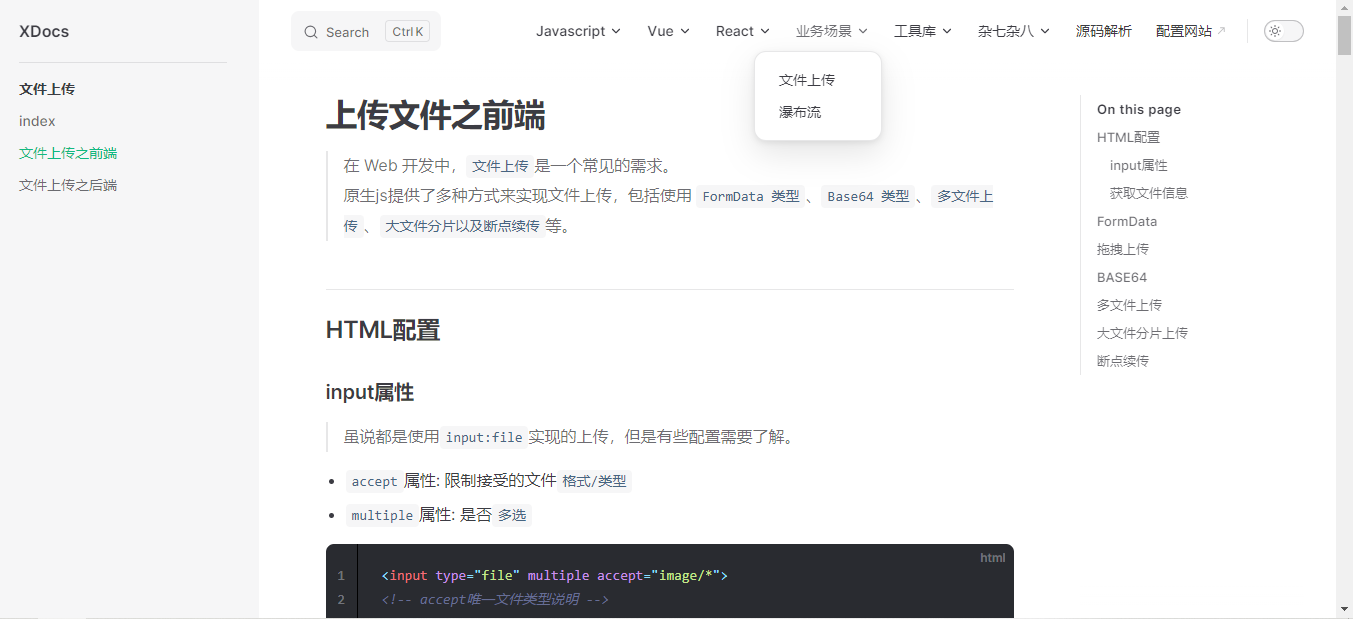 XDocs
文件上传
index
文件上传之前端
文件上传之后端
Search Ctrl K
Javascript Vue React 业务场景 工具库 杂七杂八 源码解析 配置网站
文件上传
瀑布流
上传文件之前端
在 Web 开发中，文件上传 是一个常见的需求。
原生js提供了多种方式来实现文件上传，包括使用 FormData 类型 、 Base64 类型 、 多文件上
传 、 大文件分片以及断点续传 等。
HTML配置
input属性
虽说都是使用 input:file 实现的上传，但是有些配置需要了解。
accept 属性: 限制接受的文件 格式/类型
multiple 属性: 是否 多选
html
1 <input type="file" multiple accept="image/*">
2 <!-- accept唯一文件类型说明 -->
On this page
HTML配置
input属性
获取文件信息
FormData
拖拽上传
BASE64
多文件上传
大文件分片上传
断点续传